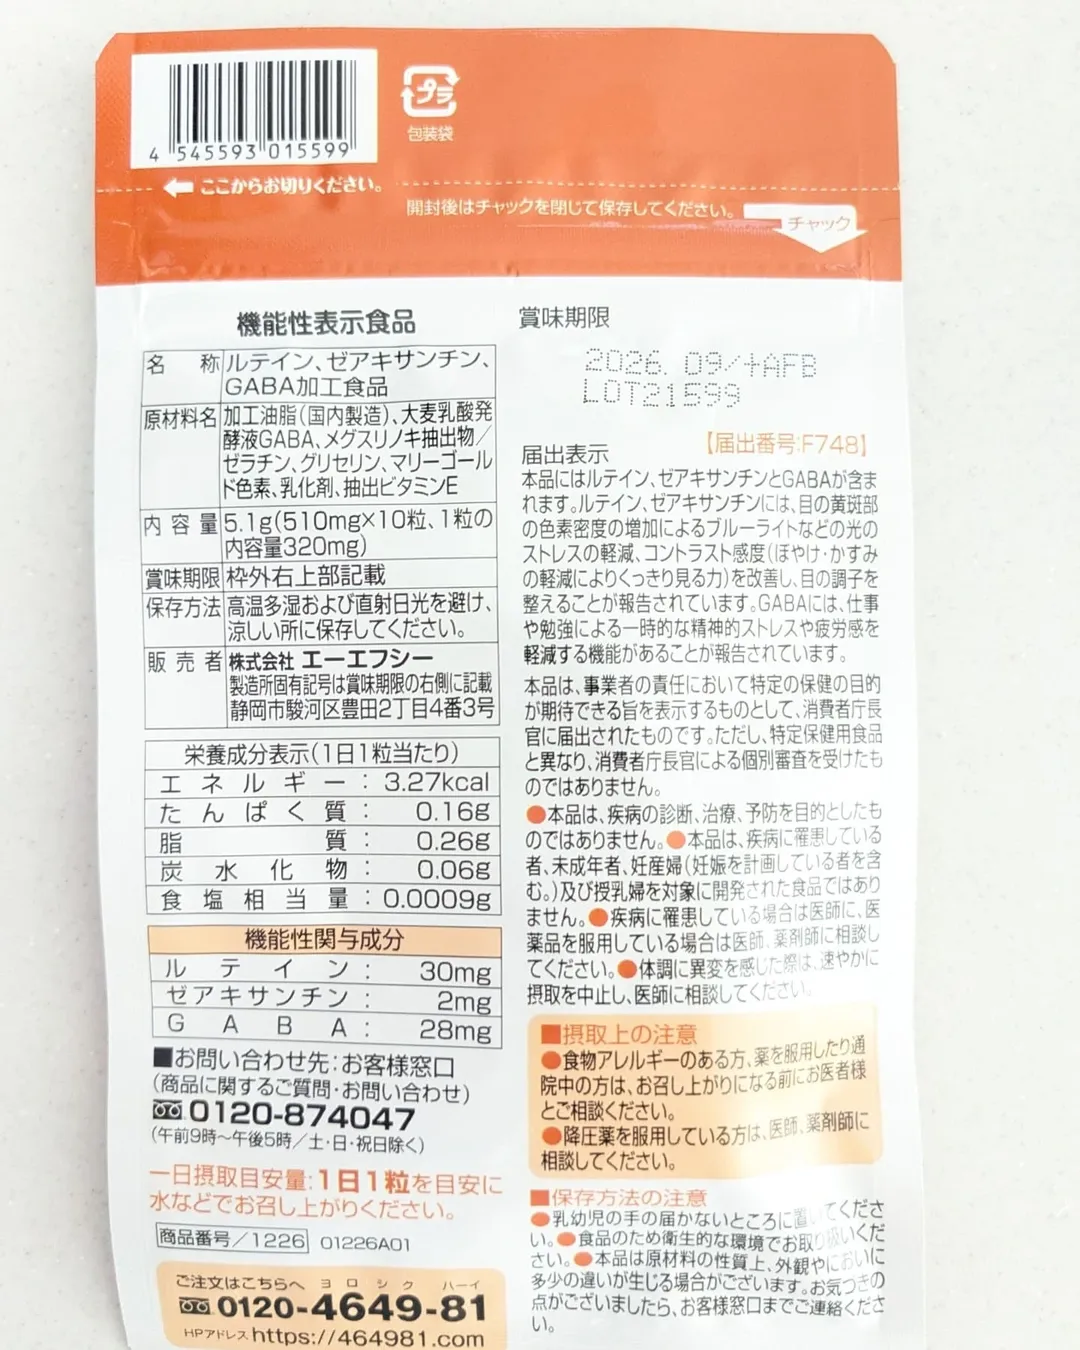 4 545593 015599
プラ
包装袋
ここからお切りください。
開封後はチャックを閉じて保存してください。
チャック
機能性表示食品
名称 ルテイン、ゼアキサンチン、
GABA加工食品
原材料名 加工油脂(国内製造)、大麦乳酸発
酵液GABA、メグスリノキ抽出物/
ゼラチン、グリセリン、マリーゴール
ド色素、乳化剤、抽出ビタミンE
内容量 5.1g(510mg×10粒、1粒の
内容量320mg)
賞味期限 枠外右上部記載
保存方法 高温多湿および直射日光を避け、
涼しい所に保存してください。
販売者 株式会社 エーエフシー
製造所固有記号は賞味期限の右側に記載
静岡市駿河区豊田2丁目4番3号
栄養成分表示(1日1粒当たり)
エネルギー: 3.27kcal
たんぱく質: 0.16g
脂質: 0.26g
炭水化物: 0.06g
食塩相当量: 0.0009g
機能性関与成分
ルテイン: 30mg
ゼアキサンチン: 2mg
GABA: 28mg
■お問い合わせ先:お客様窓口
(商品に関するご質問・お問い合わせ)
0120-874047
(午前9時〜午後5時/土・日・祝日除く)
一日摂取目安量:1日1粒を目安に
水などでお召し上がりください。
商品番号/1226 01226A01
ご注文はこちらへ ヨロシク ハーイ
0120-4649-81
HPアドレス https://464981.com
賞味期限
2026. 09/+AFB
LOT21599
届出表示 【届出番号:F748】
本品にはルテイン、ゼアキサンチンとGABAが含ま
れます。ルテイン、ゼアキサンチンには、目の黄斑部
の色素密度の増加によるブルーライトなどの光の
ストレスの軽減、コントラスト感度(ぼやけ・かすみ
の軽減によりくっきり見る力)を改善し、目の調子を
整えることが報告されています。GABAには、仕事
や勉強による一時的な精神的ストレスや疲労感を
軽減する機能があることが報告されています。
本品は、事業者の責任において特定の保健の目的
が期待できる旨を表示するものとして、消費者庁長
官に届出されたものです。ただし、特定保健用食品
と異なり、消費者庁長官による個別審査を受けたも
のではありません。
●本品は、疾病の診断、治療、予防を目的としたも
のではありません。●本品は、疾病に罹患している
者、未成年者、妊産婦(妊娠を計画している者を含
む。)及び授乳婦を対象に開発された食品ではあり
ません。●疾病に罹患している場合は医師に、医
薬品を服用している場合は医師、薬剤師に相談し
てください。●体調に異変を感じた際は、速やかに
摂取を中止し、医師に相談してください。
■摂取上の注意
●食物アレルギーのある方、薬を服用したり通
院中の方は、お召し上がりになる前にお医者様
とご相談ください。
●降圧薬を服用している方は、医師、薬剤師に
相談してください。
■保存方法の注意
●乳幼児の手の届かないところに置いてくださ
い。●食品のため衛生的な環境でお取り扱いくだ
さい。●本品は原材料の性質上、外観やにおいに
多少の違いが生じる場合がございます。お気づきの
点がございましたら、お客様窓口までご連絡くださ
い。